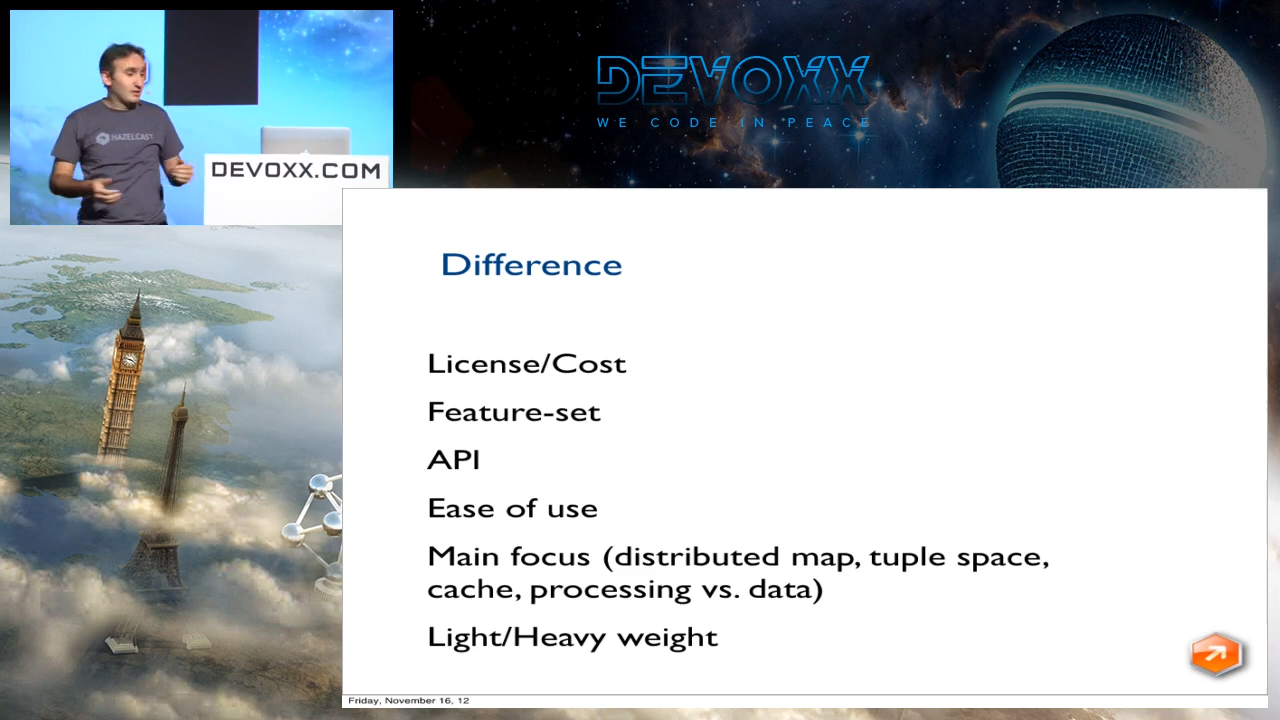 HAZELCAST
DEVOXX.COM
DEVOXX
WE CODE IN PEACE
Difference
License/Cost
Feature-set
API
Ease of use
Main focus (distributed map, tuple space,
cache, processing vs. data)
Light/Heavy weight
Friday, November 16, 12